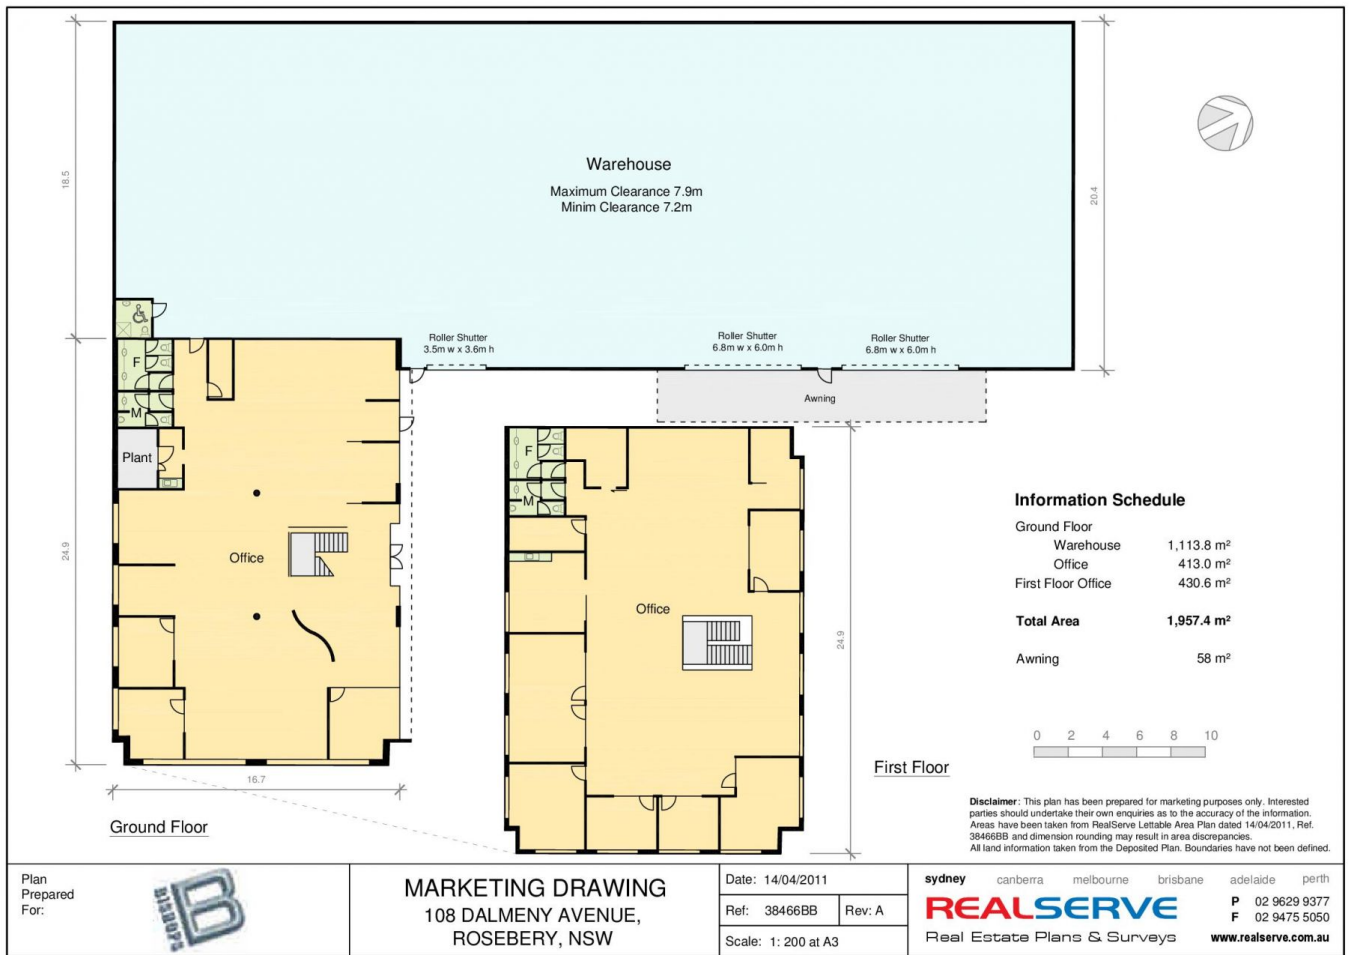 Warehouse
Maximum Clearance 7.9m
Minim Clearance 7.2m
18.5
20.4
Roller Shutter
3.5m w x 3.6m h
Roller Shutter
6.8m w x 6.0m h
Roller Shutter
6.8m w x 6.0m h
Awning
F
M
Plant
Office
24.9
16.7
Ground Floor
F
M
Office
24.9
First Floor
Information Schedule
Ground Floor
Warehouse 1,113.8 m²
Office 413.0 m²
First Floor Office 430.6 m²
Total Area 1,957.4 m²
Awning 58 m²
0 2 4 6 8 10
Disclaimer: This plan has been prepared for marketing purposes only. Interested
parties should undertake their own enquiries as to the accuracy of the information.
Areas have been taken from RealServe Lettable Area Plan dated 14/04/2011, Ref.
38466BB and dimension rounding may result in area discrepancies.
All land information taken from the Deposited Plan. Boundaries have not been defined.
Plan
Prepared
For:
B
BISHOPS
MARKETING DRAWING
108 DALMENY AVENUE,
ROSEBERY, NSW
Date: 14/04/2011
Ref: 38466BB Rev: A
Scale: 1: 200 at A3
sydney canberra melbourne brisbane adelaide perth
REALSERVE
Real Estate Plans & Surveys
P 02 9629 9377
F 02 9475 5050
www.realserve.com.au